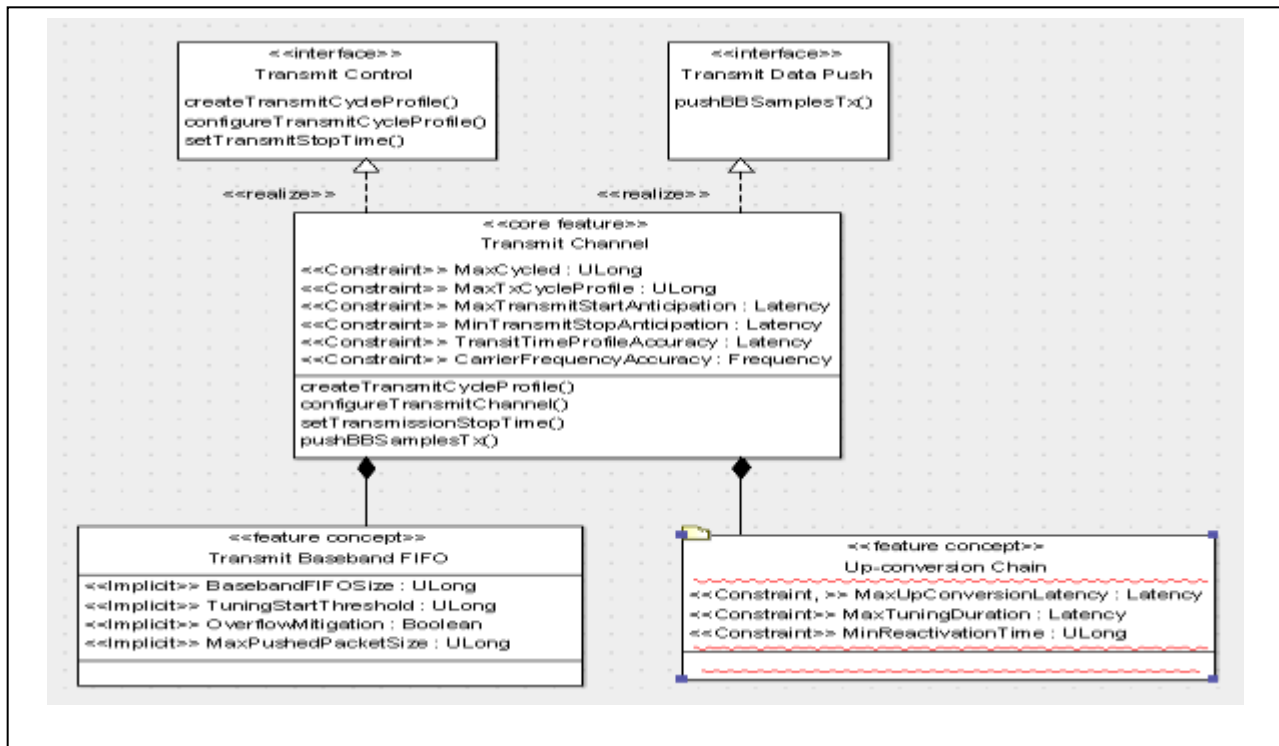 <<interface>>
Transmit Control
createTransmitCycleProfile()
configureTransmitCycleProfile()
setTransmitStopTime()
<<interface>>
Transmit Data Push
pushBBSamplesTx()
<<realize>>
<<realize>>
<<core feature>>
Transmit Channel
<<Constraint>> MaxCycled : ULong
<<Constraint>> MaxTxCycleProfile : ULong
<<Constraint>> MaxTransmitStartAnticipation : Latency
<<Constraint>> MinTransmitStopAnticipation : Latency
<<Constraint>> TransitTimeProfileAccuracy : Latency
<<Constraint>> CarrierFrequencyAccuracy : Frequency
createTransmitCycleProfile()
configureTransmitChannel()
setTransmissionStopTime()
pushBBSamplesTx()
<<feature concept>>
Transmit Baseband FIFO
<<Implicit>> BasebandFIFOSize : ULong
<<Implicit>> TuningStartThreshold : ULong
<<Implicit>> OverflowMitigation : Boolean
<<Implicit>> MaxPushedPacketSize : ULong
<<feature concept>>
Up-conversion Chain
<<Constraint, >> MaxUpConversionLatency : Latency
<<Constraint>> MaxTuningDuration : Latency
<<Constraint>> MinReactivationTime : ULong